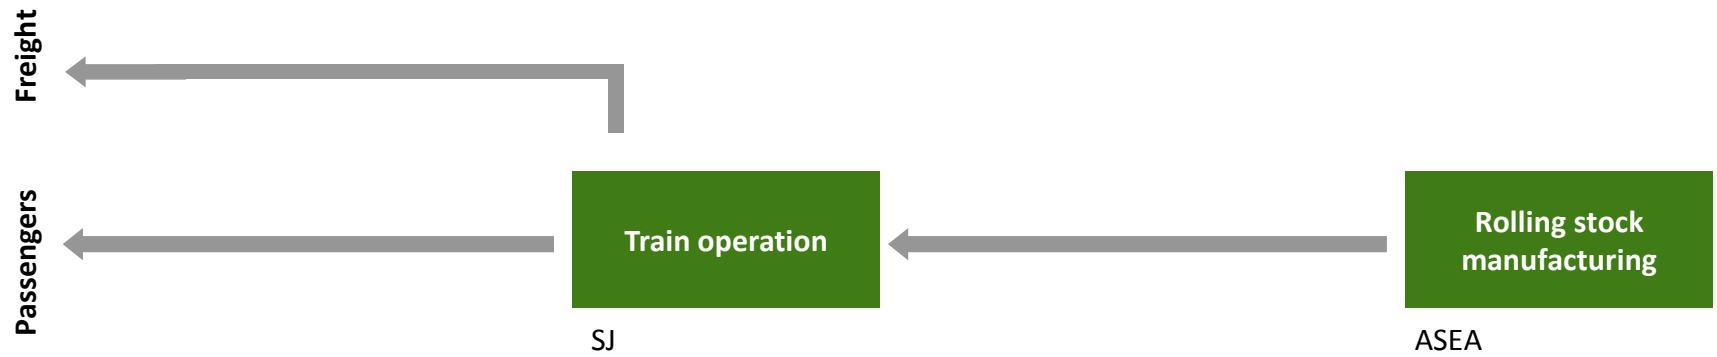 Freight
Passengers
Train operation
Rolling stock
manufacturing
SJ
ASEA